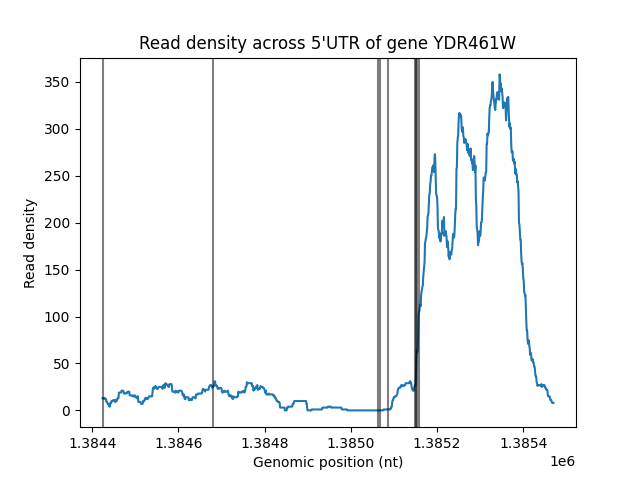 Read density across 5'UTR of gene YDR461W
350
300
250
200
150
100
50
0
Read density
1.3844 1.3846 1.3848 1.3850 1.3852 1.3854
Genomic position (nt)
1e6